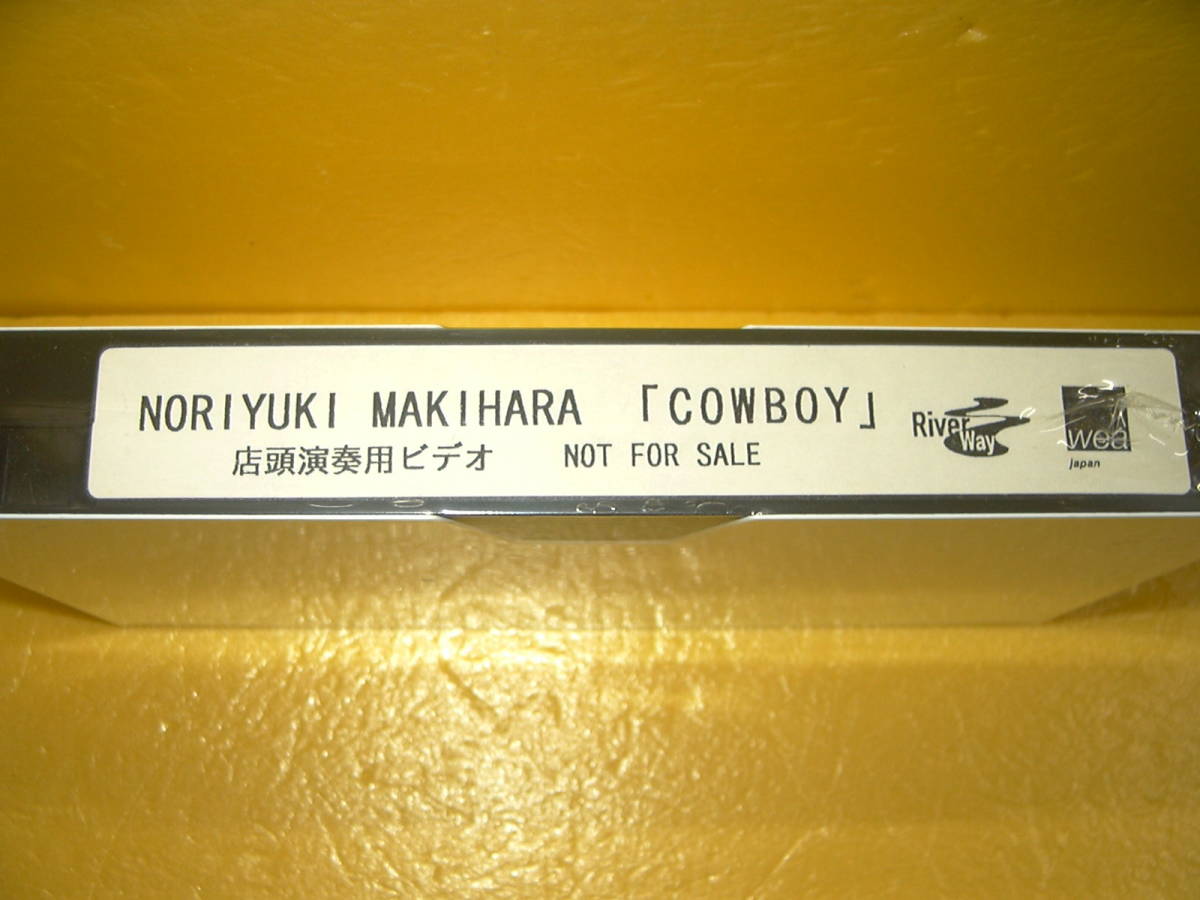 NORIYUKI MAKIHARA 「COWBOY」
店頭演奏用ビデオ NOT FOR SALE
River Way
wea
japan